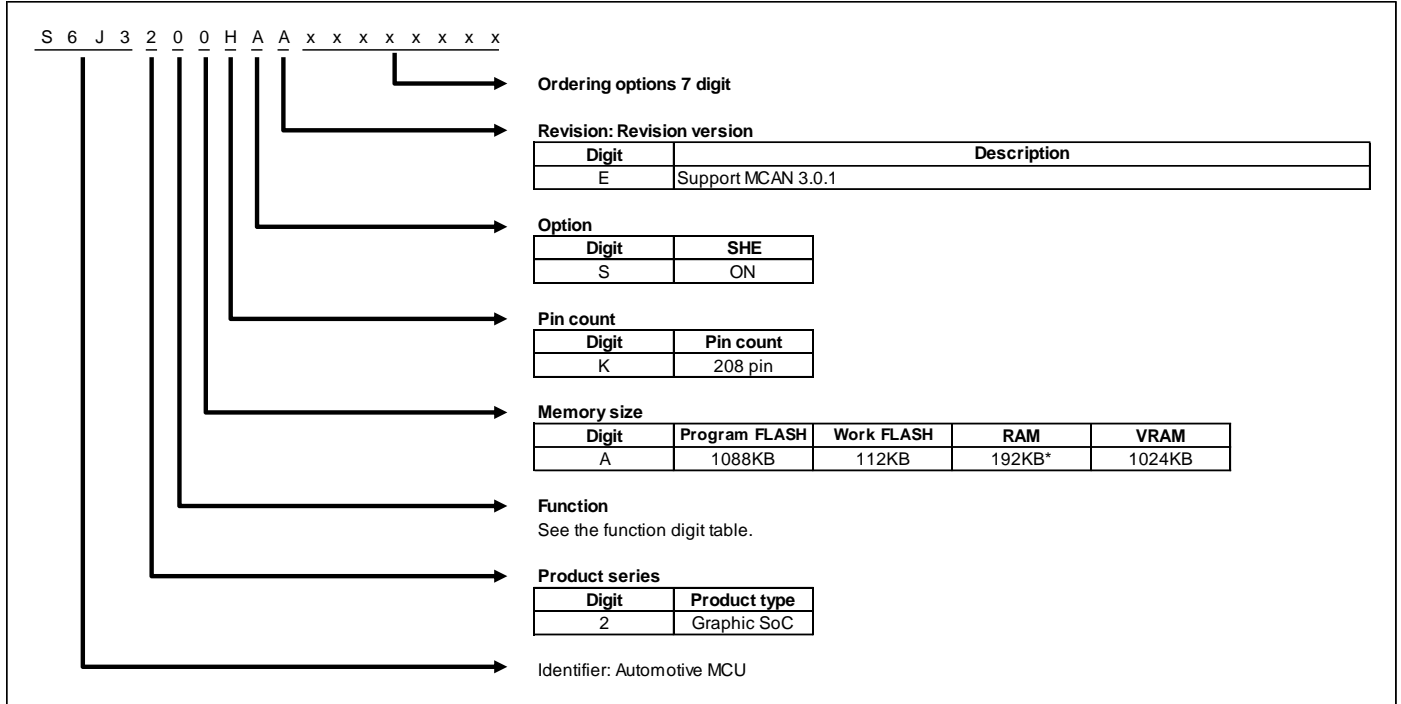 S 6 J 3 2 0 0 H A A x x x x x x x x
Ordering options 7 digit
Revision: Revision version
Digit Description
E Support MCAN 3.0.1
Option
Digit SHE
S ON
Pin count
Digit Pin count
K 208 pin
Memory size
Digit Program FLASH Work FLASH RAM VRAM
A 1088KB 112KB 192KB* 1024KB
Function
See the function digit table.
Product series
Digit Product type
2 Graphic SoC
Identifier: Automotive MCU